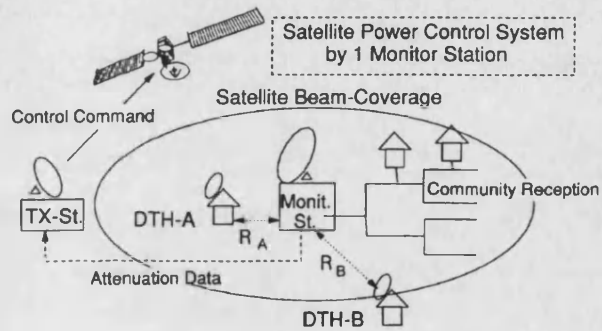 Satellite Power Control System
by 1 Monitor Station
Satellite Beam-Coverage
Control Command
Community Reception
TX-St.
DTH-A
Monit.
St.
R A
R B
Attenuation Data
DTH-B